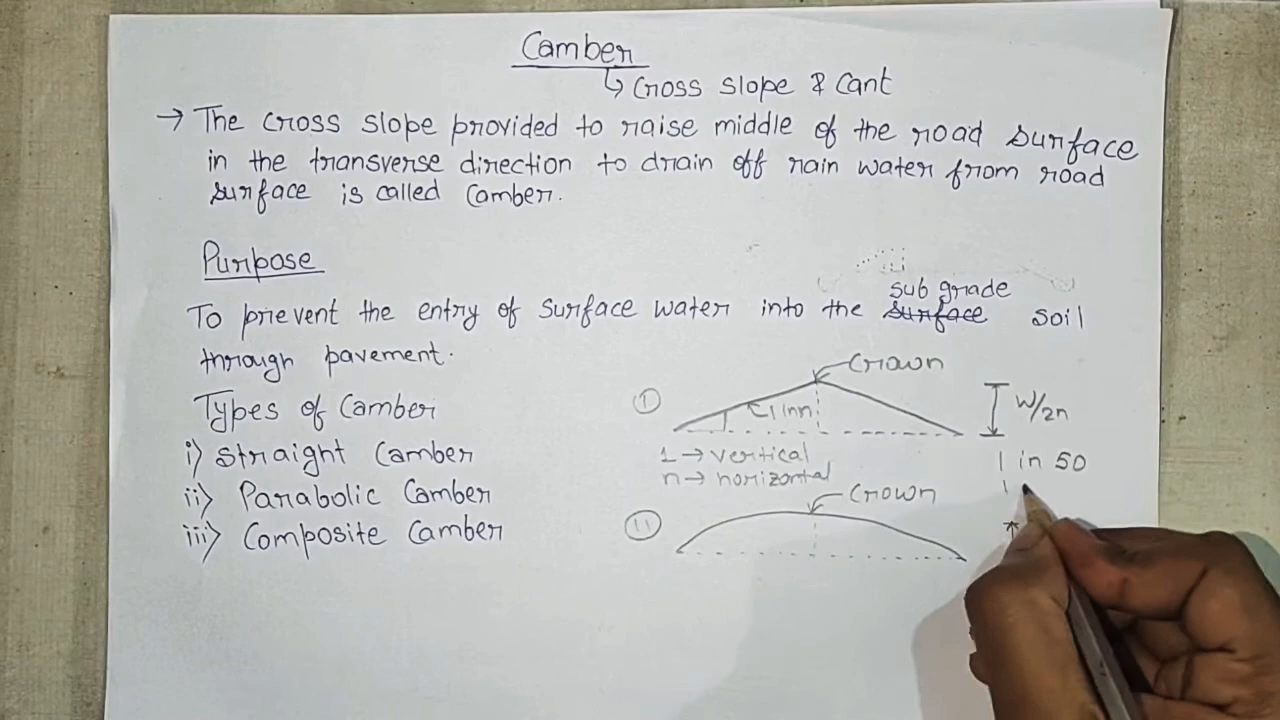 Camber
↳ Cross slope & Cant
→ The cross slope provided to raise middle of the road surface
in the transverse direction to drain off rain water from road
surface is called Camber.
Purpose
sub grade
To prevent the entry of surface water into the surface soil
through pavement.
Types of Camber
i) Straight Camber
ii) Parabolic Camber
iii) Composite Camber
Crown
I
1 in n
W/2n
1 → vertical
n → horizontal
1 in 50
1
Crown
II